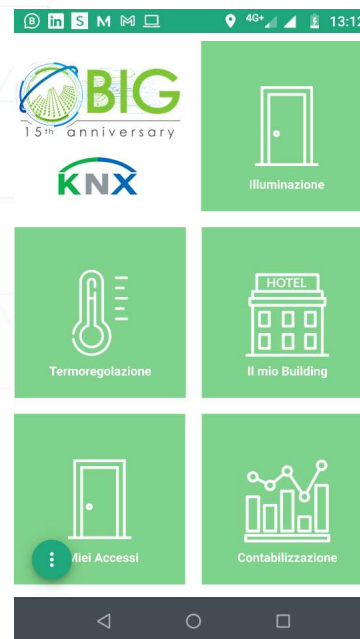 4G+ 13:12
BIG
15th anniversary
KNX
Illuminazione
Termoregolazione
HOTEL
Il mio Building
Miei Accessi
Contabilizzazione